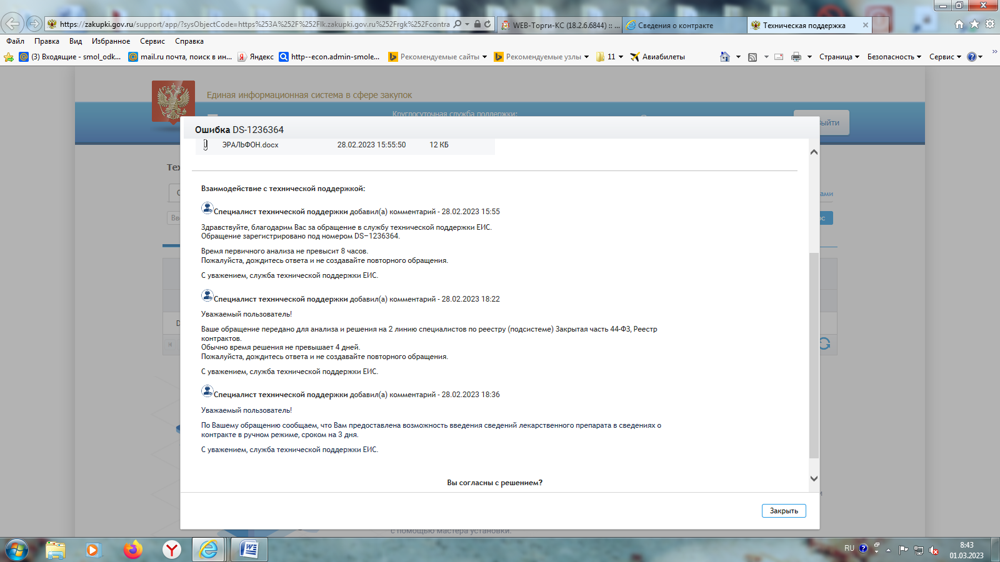 https://zakupki.gov.ru/support/app/?sysObjectCode=https%253A%252F%252Flk.zakupki.gov.ru%252Frgk%252Fcontra
WEB-Торги-КС (18.2.6.6844) :: ...
Сведения о контракте
Техническая поддержка
Файл Правка Вид Избранное Сервис Справка
(3) Входящие - smol_odk...
mail.ru почта, поиск в ин...
Яндекс
http--econ.admin-smole...
Рекомендуемые сайты
Рекомендуемые узлы
11
Авиабилеты
Страница
Безопасность
Сервис
Единая информационная система в сфере закупок
Круглосуточная служба поддержки:
Ошибка DS-1236364
ЭРАЛЬФОН.docx 28.02.2023 15:55:50 12 КБ
Взаимодействие с технической поддержкой:
Специалист технической поддержки добавил(а) комментарий - 28.02.2023 15:55
Здравствуйте, благодарим Вас за обращение в службу технической поддержки ЕИС.
Обращение зарегистрировано под номером DS–1236364.
Время первичного анализа не превысит 8 часов.
Пожалуйста, дождитесь ответа и не создавайте повторного обращения.
С уважением, служба технической поддержки ЕИС.
Специалист технической поддержки добавил(а) комментарий - 28.02.2023 18:22
Уважаемый пользователь!
Ваше обращение передано для анализа и решения на 2 линию специалистов по реестру (подсистеме) Закрытая часть 44-ФЗ, Реестр
контрактов.
Обычно время решения не превышает 4 дней.
Пожалуйста, дождитесь ответа и не создавайте повторного обращения.
С уважением, служба технической поддержки ЕИС.
Специалист технической поддержки добавил(а) комментарий - 28.02.2023 18:36
Уважаемый пользователь!
По Вашему обращению сообщаем, что Вам предоставлена возможность введения сведений лекарственного препарата в сведениях о
контракте в ручном режиме, сроком на 3 дня.
С уважением, служба технической поддержки ЕИС.
Вы согласны с решением?
Закрыть
с помощью мастера установки.
RU
8:43
01.03.2023